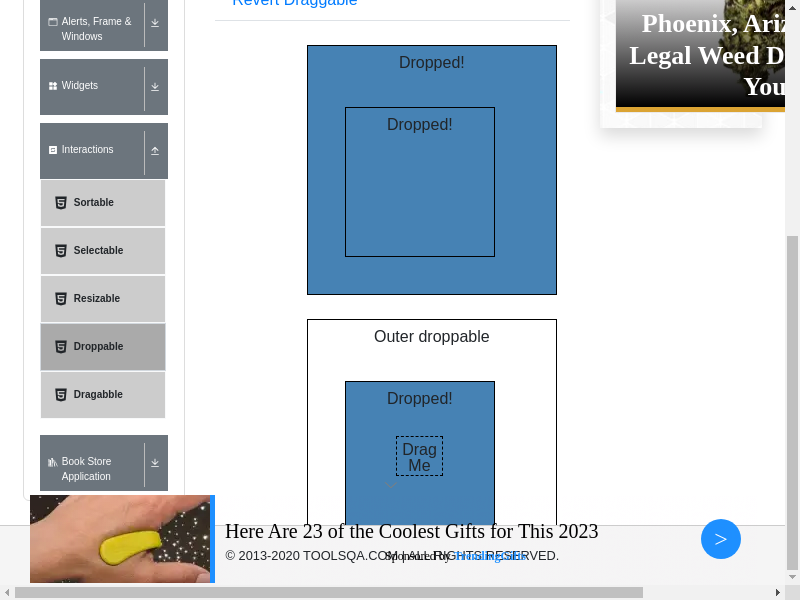 Revert Draggable
Alerts, Frame &
Windows
Widgets
Interactions
Sortable
Selectable
Resizable
Droppable
Dragabble
Book Store
Application
Dropped!
Dropped!
Outer droppable
Dropped!
Drag
Me
Phoenix, Ariz
Legal Weed D
You
Here Are 23 of the Coolest Gifts for This 2023
© 2013-2020 TOOLSQA.COM | ALL RIGHTS RESERVED.
Sponsored By
>